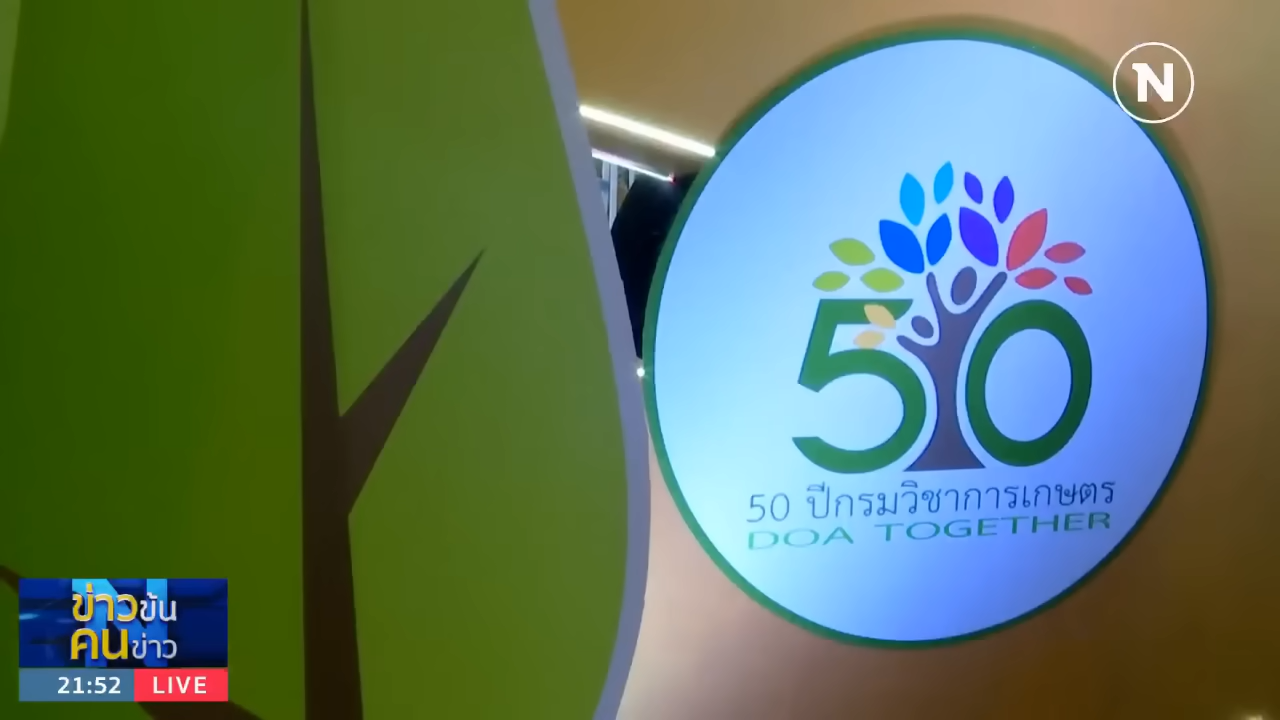 N
50
50 ปีกรมวิชาการเกษตร
DOA TOGETHER
ข่าวข้น
คนข่าว
21:52 LIVE